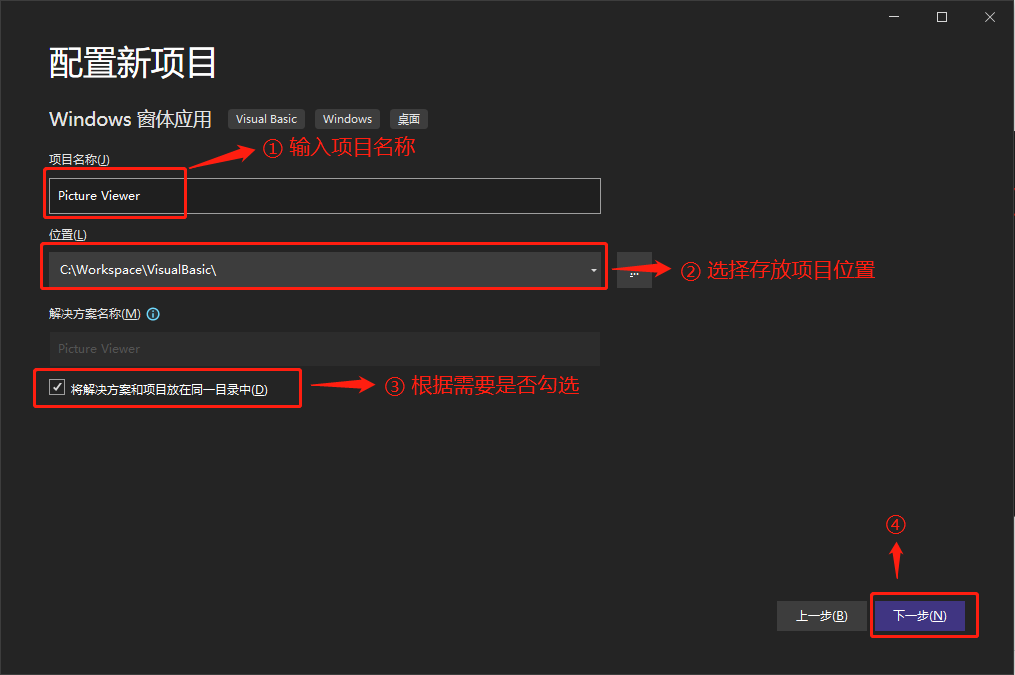 配置新项目
Windows 窗体应用 Visual Basic Windows 桌面
① 输入项目名称
项目名称(J)
Picture Viewer
位置(L)
C:\Workspace\VisualBasic\
...
② 选择存放项目位置
解决方案名称(M)
Picture Viewer
将解决方案和项目放在同一目录中(D)
③ 根据需要是否勾选
④
上一步(B) 下一步(N)